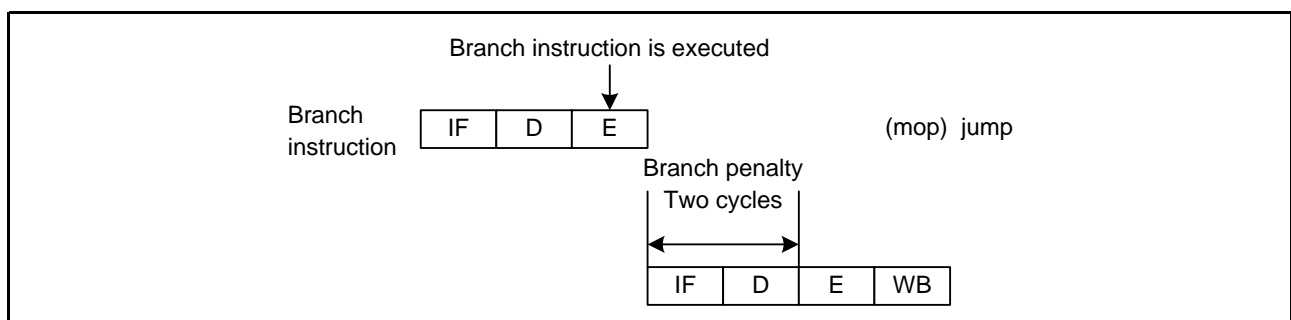 Branch instruction is executed
Branch
instruction
IF D E
(mop) jump
Branch penalty
Two cycles
IF D E WB